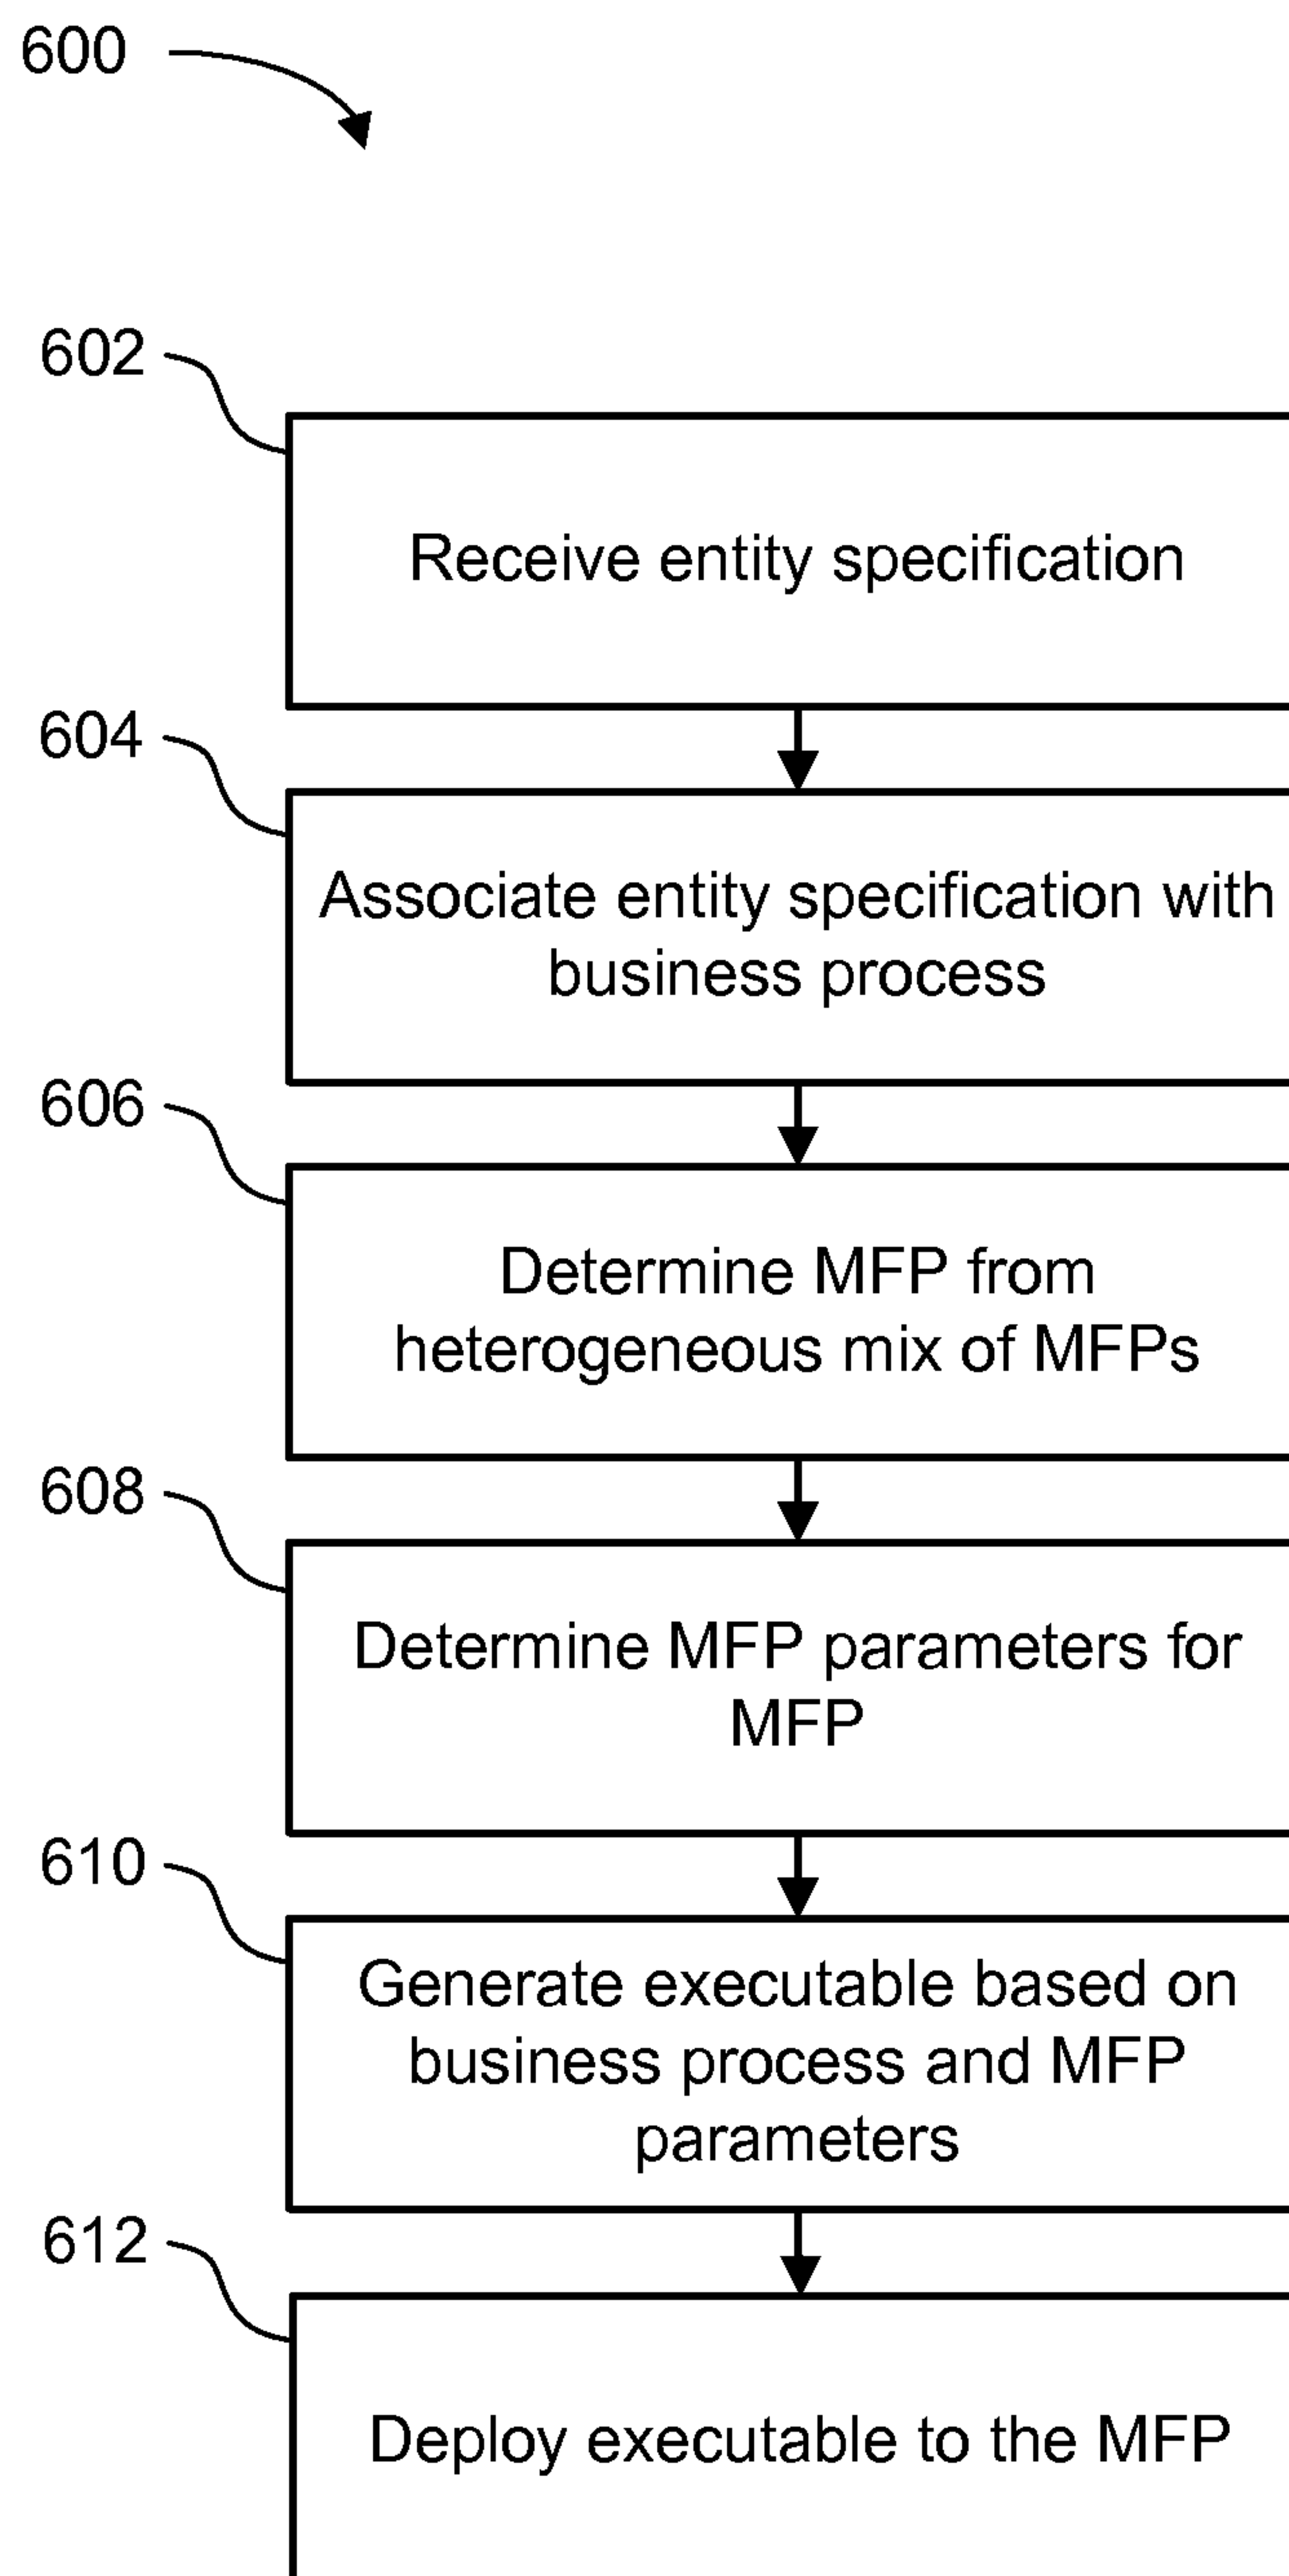 600
602
Receive entity specification
604
Associate entity specification with
business process
606
Determine MFP from
heterogeneous mix of MFPs
608
Determine MFP parameters for
MFP
610
Generate executable based on
business process and MFP
parameters
612
Deploy executable to the MFP